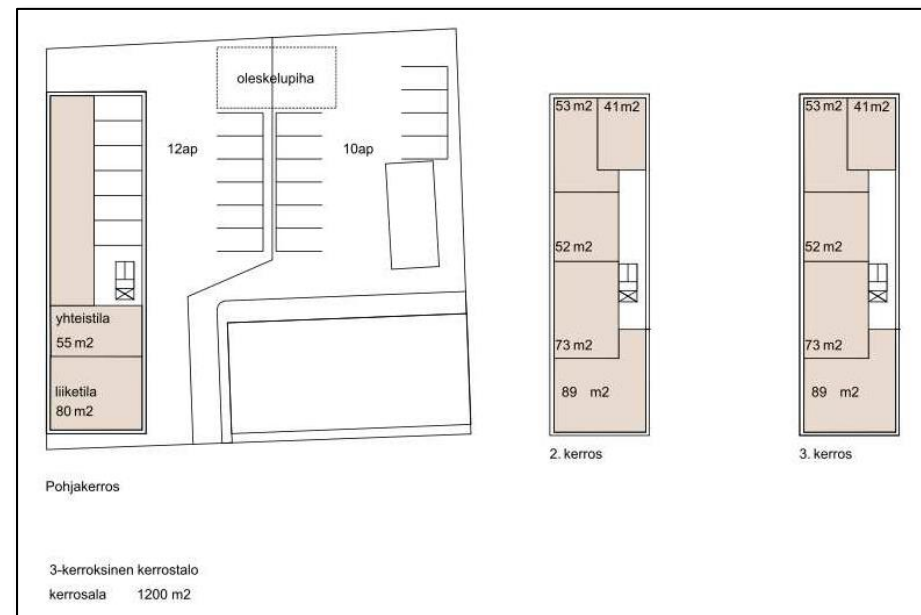 oleskelupiha
12ap
10ap
yhteistila
55 m2
liiketila
80 m2
Pohjakerros
53 m2
41m2
52 m2
73 m2
89 m2
2. kerros
53 m2
41m2
52 m2
73 m2
89 m2
3. kerros
3-kerroksinen kerrostalo
kerrosala 1200 m2